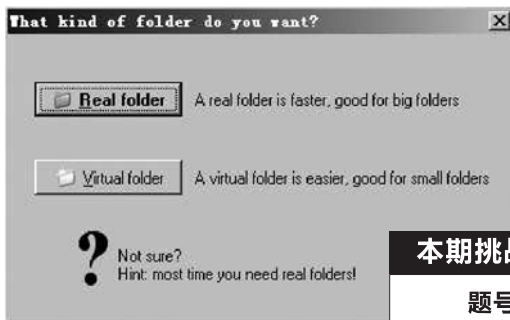 What kind of folder do you want?
Real folder A real folder is faster, good for big folders
Virtual folder A virtual folder is easier, good for small folders
? Not sure?
Hint: most time you need real folders!
本期挑战
题号